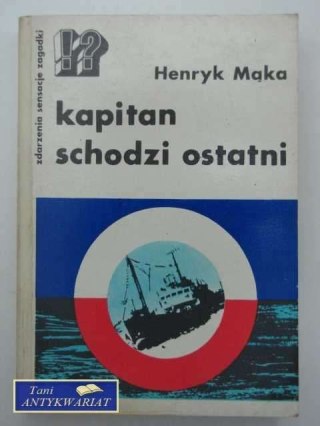 !?
zdarzenia sensacje zagadki
Henryk Mąka
kapitan
schodzi ostatni
Tani
ANTYKWARIAT